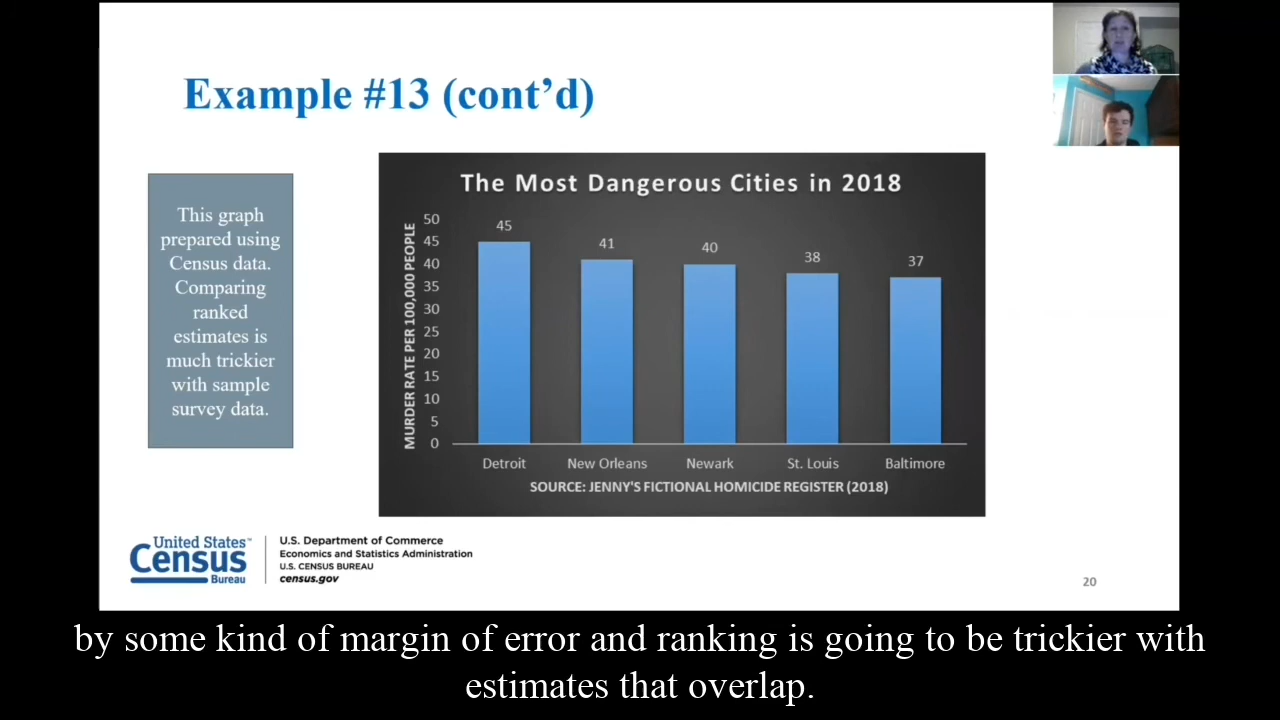 Example #13 (cont’d)
This graph
prepared using
Census data.
Comparing
ranked
estimates is
much trickier
with sample
survey data.
The Most Dangerous Cities in 2018
MURDER RATE PER 100,000 PEOPLE
50
45
40
35
30
25
20
15
10
5
0
45
41
40
38
37
Detroit
New Orleans
Newark
St. Louis
Baltimore
SOURCE: JENNY'S FICTIONAL HOMICIDE REGISTER (2018)
United States™
Census
Bureau
U.S. Department of Commerce
Economics and Statistics Administration
U.S. CENSUS BUREAU
census.gov
20
by some kind of margin of error and ranking is going to be trickier with
estimates that overlap.